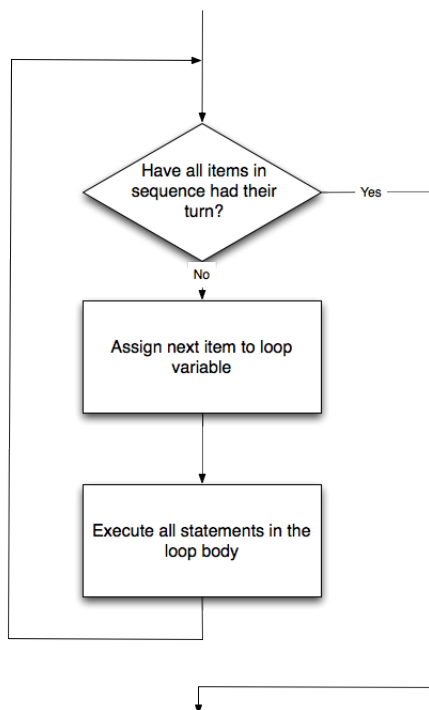 Have all items in
sequence had their
turn?
Yes
No
Assign next item to loop
variable
Execute all statements in the
loop body